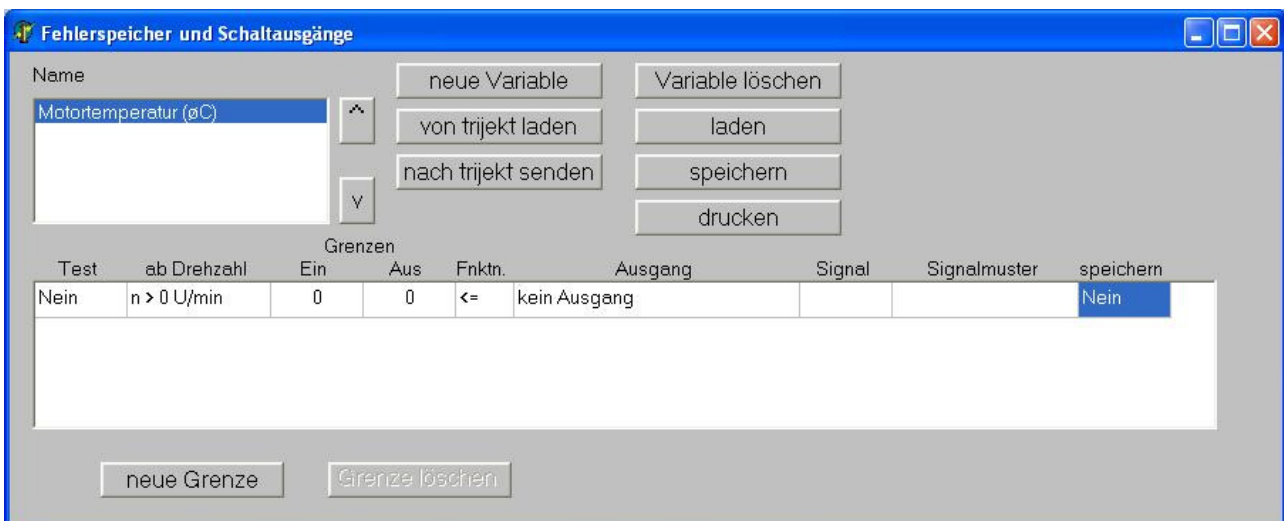 Fehlerspeicher und Schaltausgänge
Name
neue Variable
Variable löschen
Motortemperatur (øC)
^
von trijekt laden
laden
nach trijekt senden
speichern
v
drucken
Grenzen
Test ab Drehzahl Ein Aus Fnktn. Ausgang Signal Signalmuster speichern
Nein n > 0 U/min 0 0 <= kein Ausgang Nein
neue Grenze
Grenze löschen